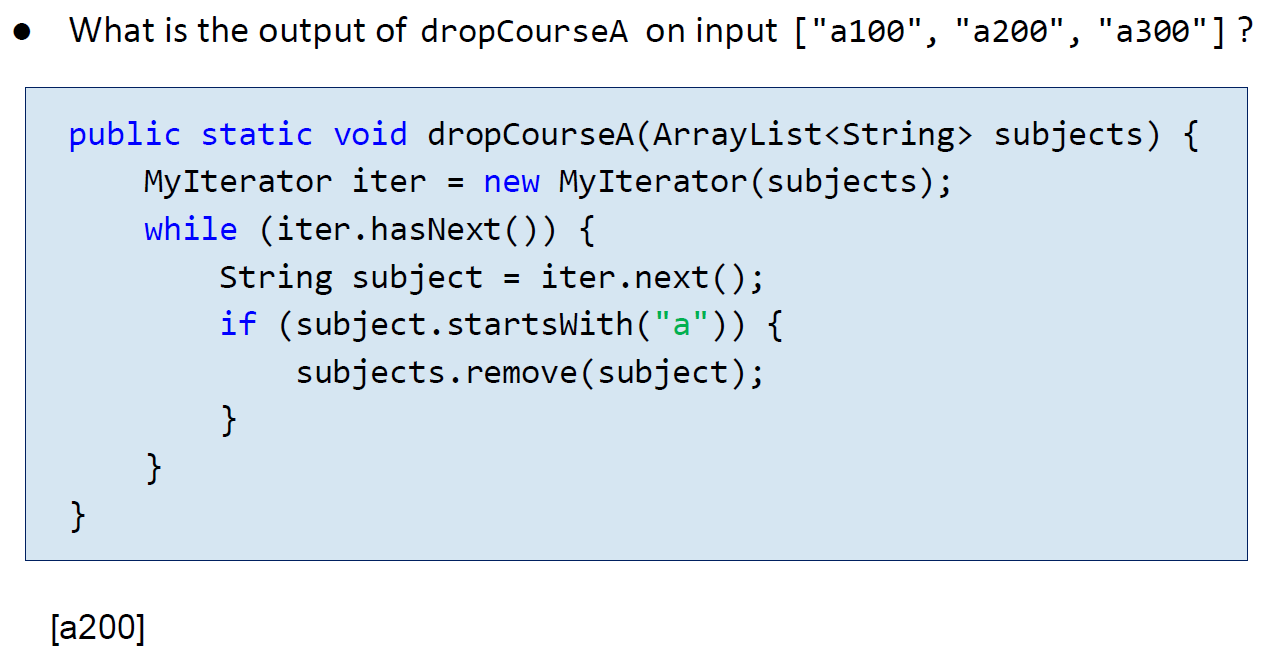 ● What is the output of dropCourseA on input ["a100", "a200", "a300"] ?
public static void dropCourseA(ArrayList<String> subjects) {
    MyIterator iter = new MyIterator(subjects);
    while (iter.hasNext()) {
        String subject = iter.next();
        if (subject.startsWith("a")) {
            subjects.remove(subject);
        }
    }
}
[a200]